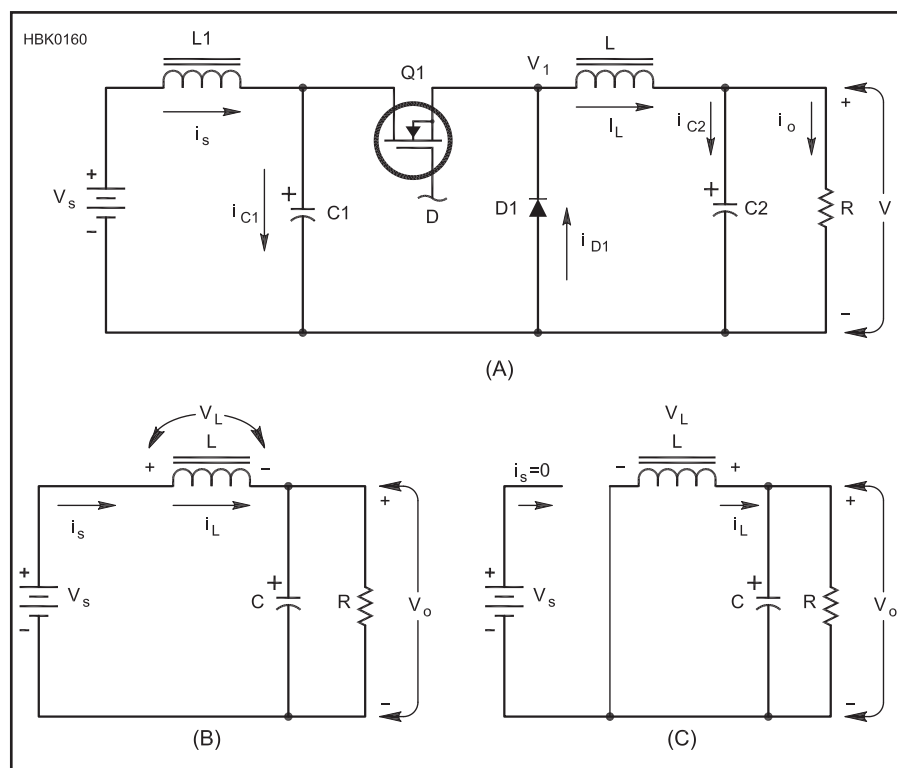 HBK0160
L1
Q1
V1
L
is
IL
iC2
io
+
Vs
-
iC1
+
C1
D
D1
iD1
+
C2
R
V
+
-
(A)
VL
L
+
-
is
iL
+
Vs
-
+
C
R
+
Vo
-
(B)
VL
L
is=0
-
+
iL
+
Vs
-
+
C
R
+
Vo
-
(C)